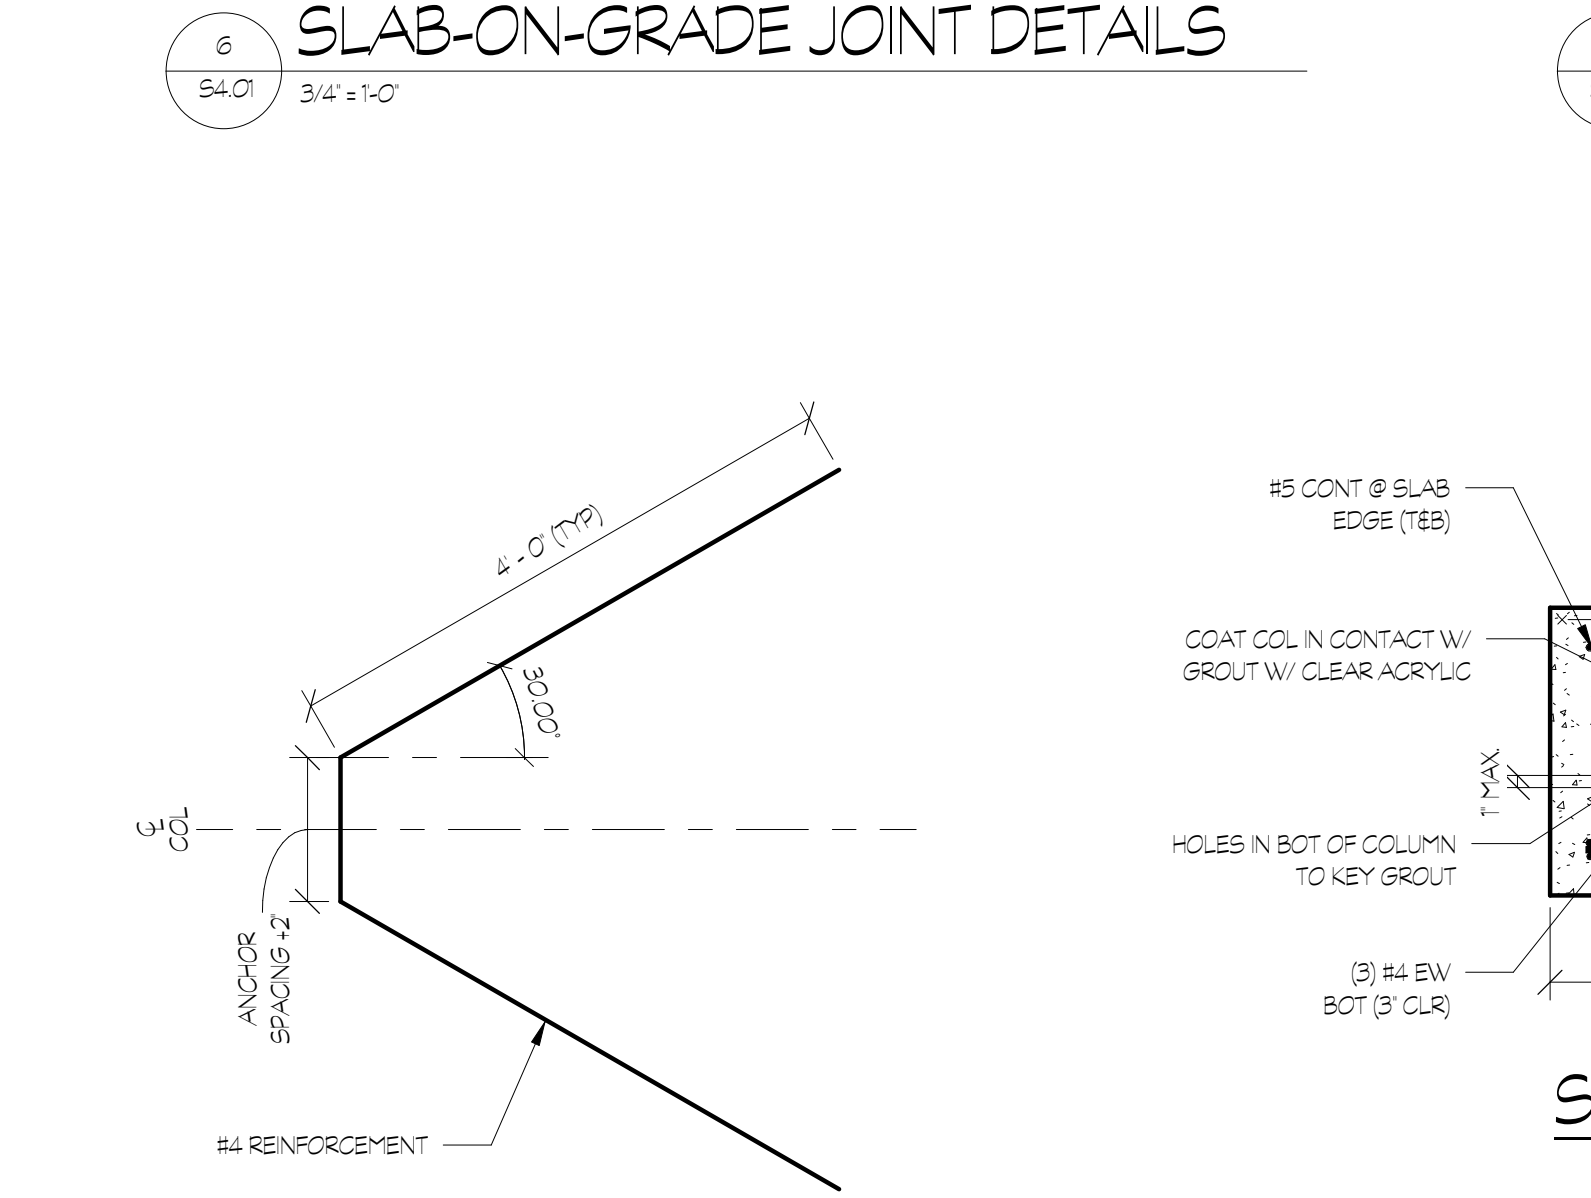 6
SLAB-ON-GRADE JOINT DETAILS
S4.01
3/4" = 1'-0"
4' - 0" (TYP)
30.00°
℄
COL
ANCHOR
SPACING +2"
#4 REINFORCEMENT
#5 CONT @ SLAB
EDGE (T&B)
COAT COL IN CONTACT W/
GROUT W/ CLEAR ACRYLIC
1" MAX.
HOLES IN BOT OF COLUMN
TO KEY GROUT
(3) #4 EW
BOT (3" CLR)
S